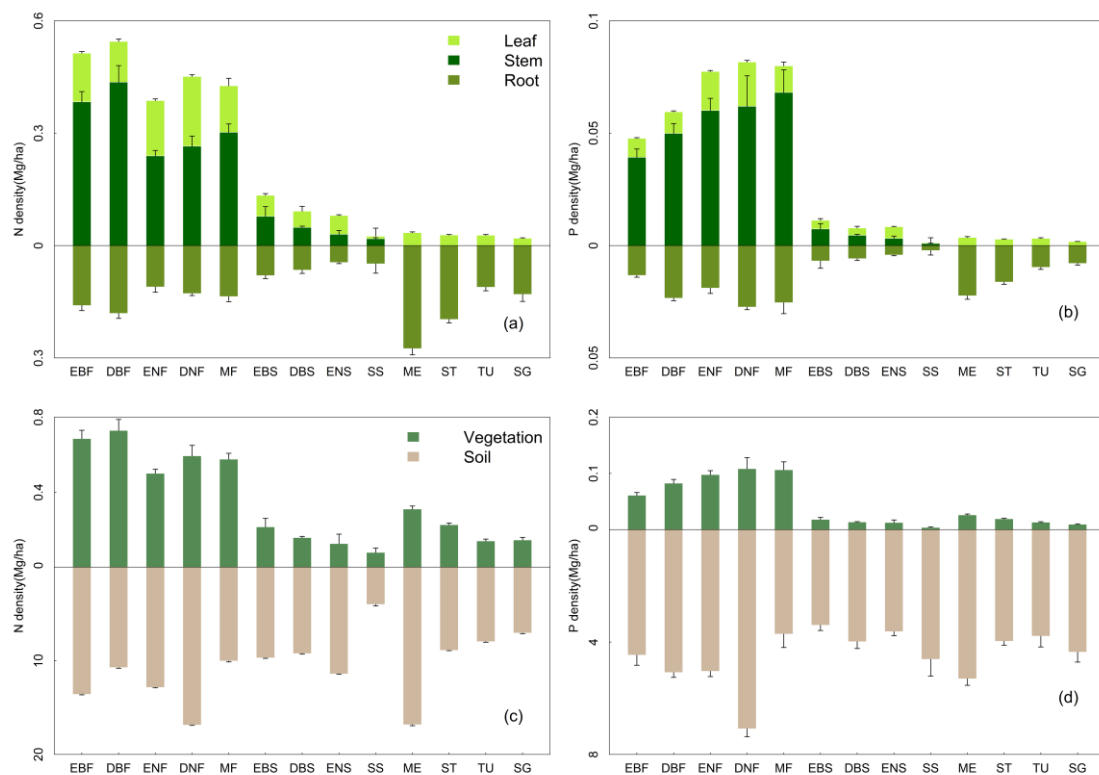 0.6
0.3
0
0.3
N density(Mg/ha)
Leaf
Stem
Root
(a)
EBF DBF ENF DNF MF EBS DBS ENS SS ME ST TU SG
0.1
0.05
0
0.05
P density(Mg/ha)
(b)
EBF DBF ENF DNF MF EBS DBS ENS SS ME ST TU SG
0.8
0.4
0
10
20
N density(Mg/ha)
Vegetation
Soil
(c)
EBF DBF ENF DNF MF EBS DBS ENS SS ME ST TU SG
0.2
0.1
0
4
8
P density(Mg/ha)
(d)
EBF DBF ENF DNF MF EBS DBS ENS SS ME ST TU SG